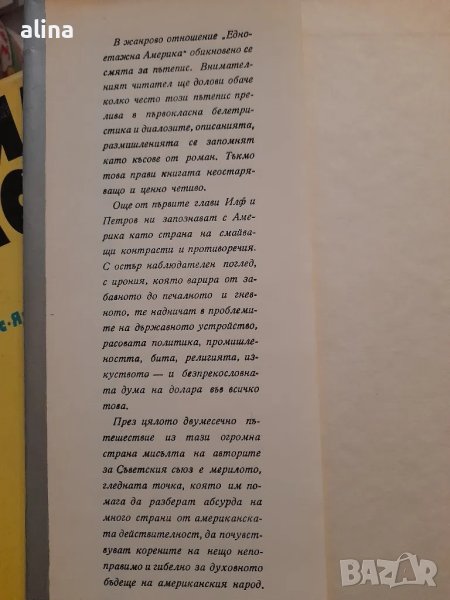 alina
В жанрово отношение „Едно-
етажна Америка“ обикновено се
смята за пътепис. Внимател-
ният читател ще долови обаче
колко често този пътепис пре-
лива в първокласна белетри-
стика и диалозите, описанията,
размишленията се запомнят
като късове от роман. Тъкмо
това прави книгата неостаря-
ващо и ценно четиво.
Още от първите глави Илф и
Петров ни запознават с Аме-
рика като страна на смайва-
щи контрасти и противоречия.
С остър наблюдателен поглед,
с ирония, която варира от за-
бавното до печалното и гнев-
ното, те надничат в проблеми-
те на държавното устройство,
расовата политика, промишле-
ността, бита, религията, из-
куството — и безпрекословна-
та дума на долара във всичко
това.
През цялото двумесечно пъ-
тешествие из тази огромна
страна мисълта на авторите
за Съветския съюз е мерилото,
гледната точка, която им по-
мага да разберат абсурда на
много страни от американска-
та действителност, да почувст-
вуват корените на нещо непо-
правимо и гибелно за духовното
бъдеще на американския народ.
BAZAR